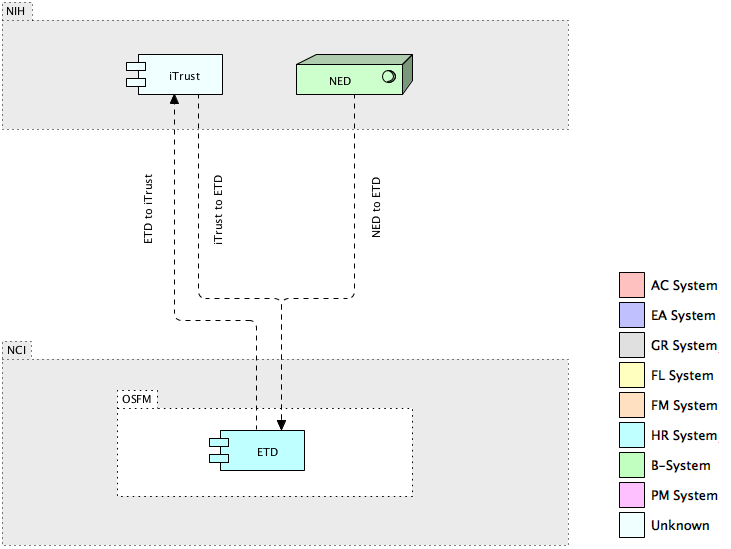 NIH
iTrust
NED
ETD to iTrust
iTrust to ETD
NED to ETD
NCI
OSFM
ETD
AC System
EA System
GR System
FL System
FM System
HR System
B-System
PM System
Unknown